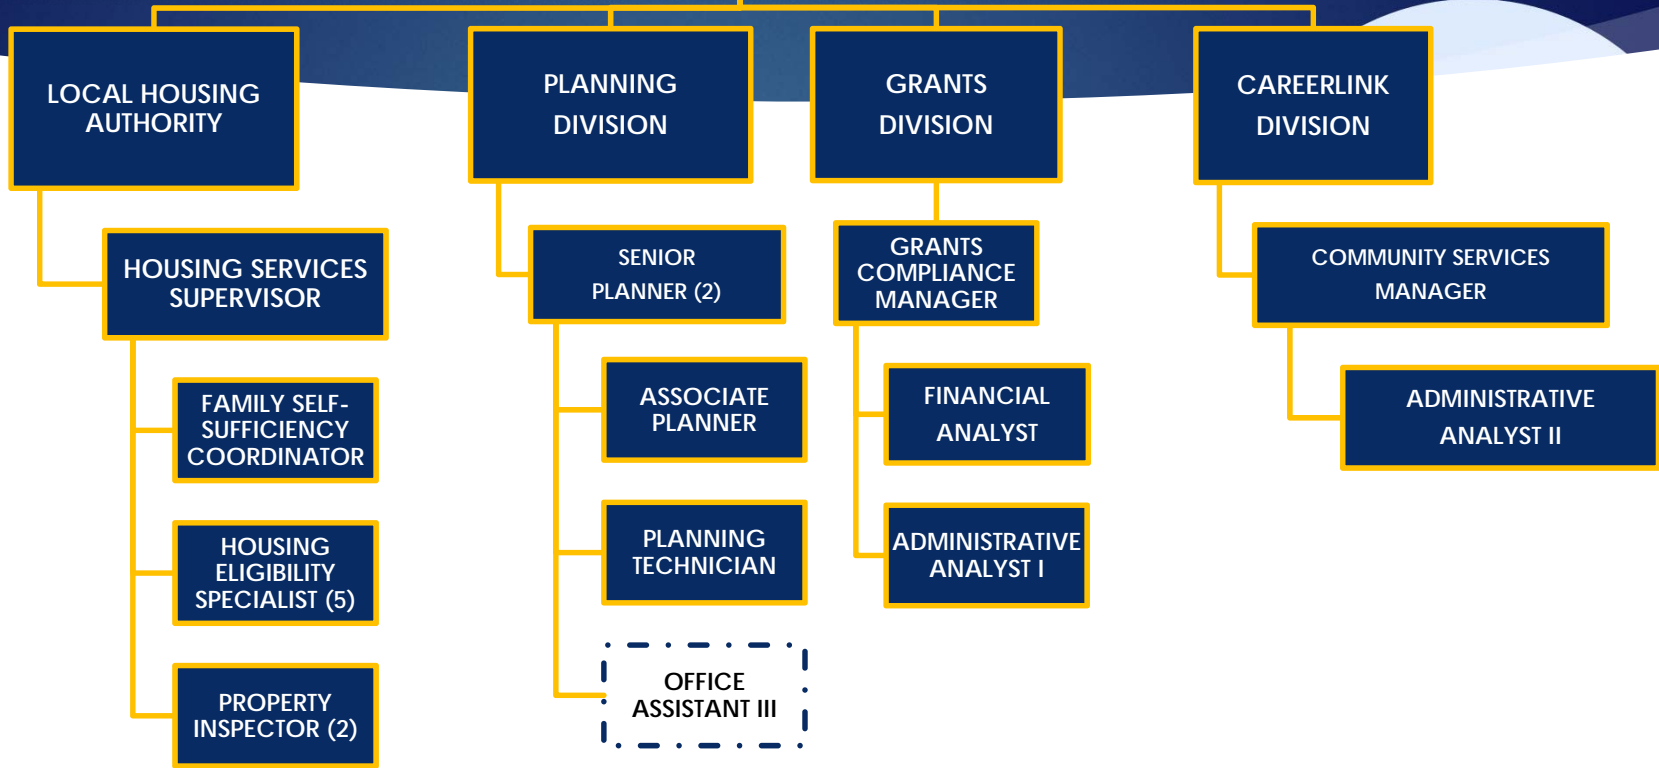 LOCAL HOUSING
AUTHORITY
PLANNING
DIVISION
GRANTS
DIVISION
CAREERLINK
DIVISION
HOUSING SERVICES
SUPERVISOR
SENIOR
PLANNER (2)
GRANTS
COMPLIANCE
MANAGER
COMMUNITY SERVICES
MANAGER
FAMILY SELF-
SUFFICIENCY
COORDINATOR
ASSOCIATE
PLANNER
FINANCIAL
ANALYST
ADMINISTRATIVE
ANALYST II
HOUSING
ELIGIBILITY
SPECIALIST (5)
PLANNING
TECHNICIAN
ADMINISTRATIVE
ANALYST I
PROPERTY
INSPECTOR (2)
OFFICE
ASSISTANT III